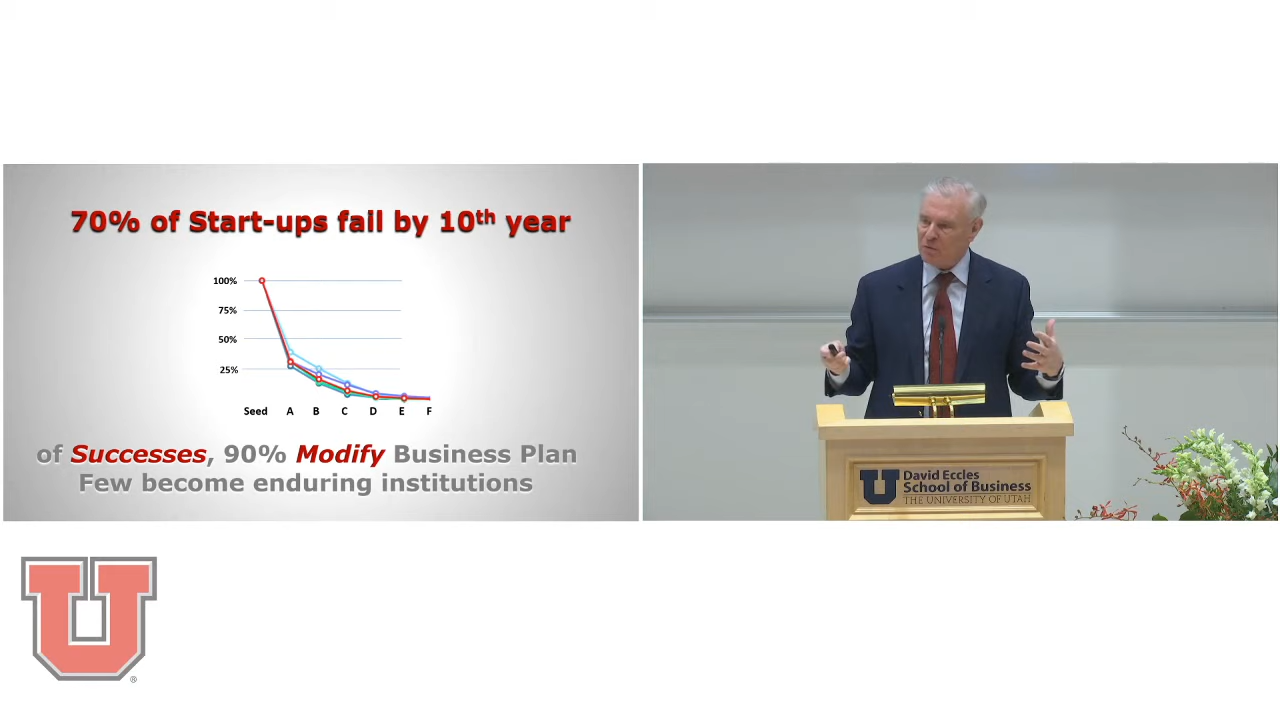 70% of Start-ups fail by 10th year
100%
75%
50%
25%
Seed A B C D E F
of Successes, 90% Modify Business Plan
Few become enduring institutions
U David Eccles
School of Business
THE UNIVERSITY OF UTAH
U
®